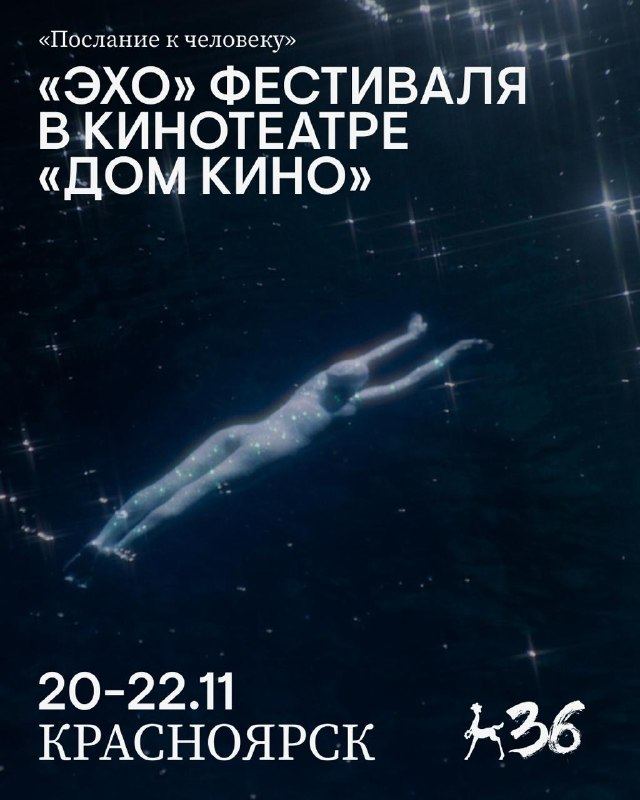 «Послание к человеку»
«ЭХО» ФЕСТИВАЛЯ
В КИНОТЕАТРЕ
«ДОМ КИНО»
20–22.11
КРАСНОЯРСК
36